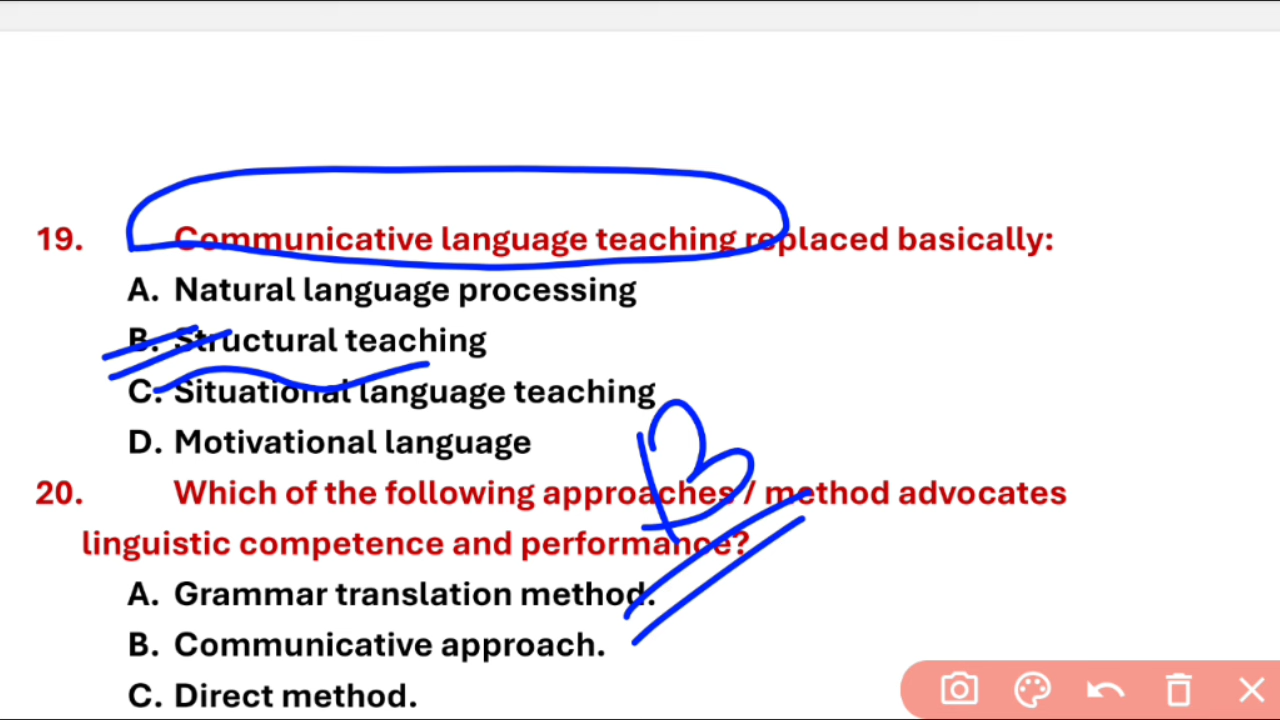 19. Communicative language teaching replaced basically:
A. Natural language processing
B. Structural teaching
C. Situational language teaching
D. Motivational language
B
20. Which of the following approaches / method advocates
linguistic competence and performance?
A. Grammar translation method.
B. Communicative approach.
C. Direct method.